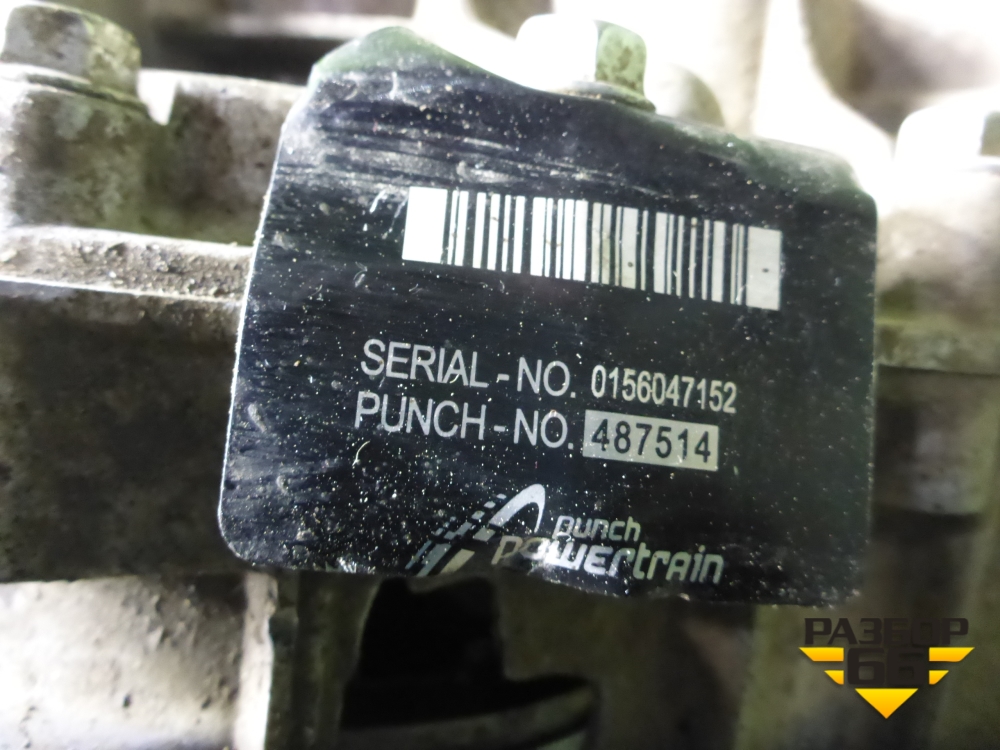 SERIAL-NO. 0156047152
PUNCH-NO. 487514
punch
powertrain
РАЗБОР
66